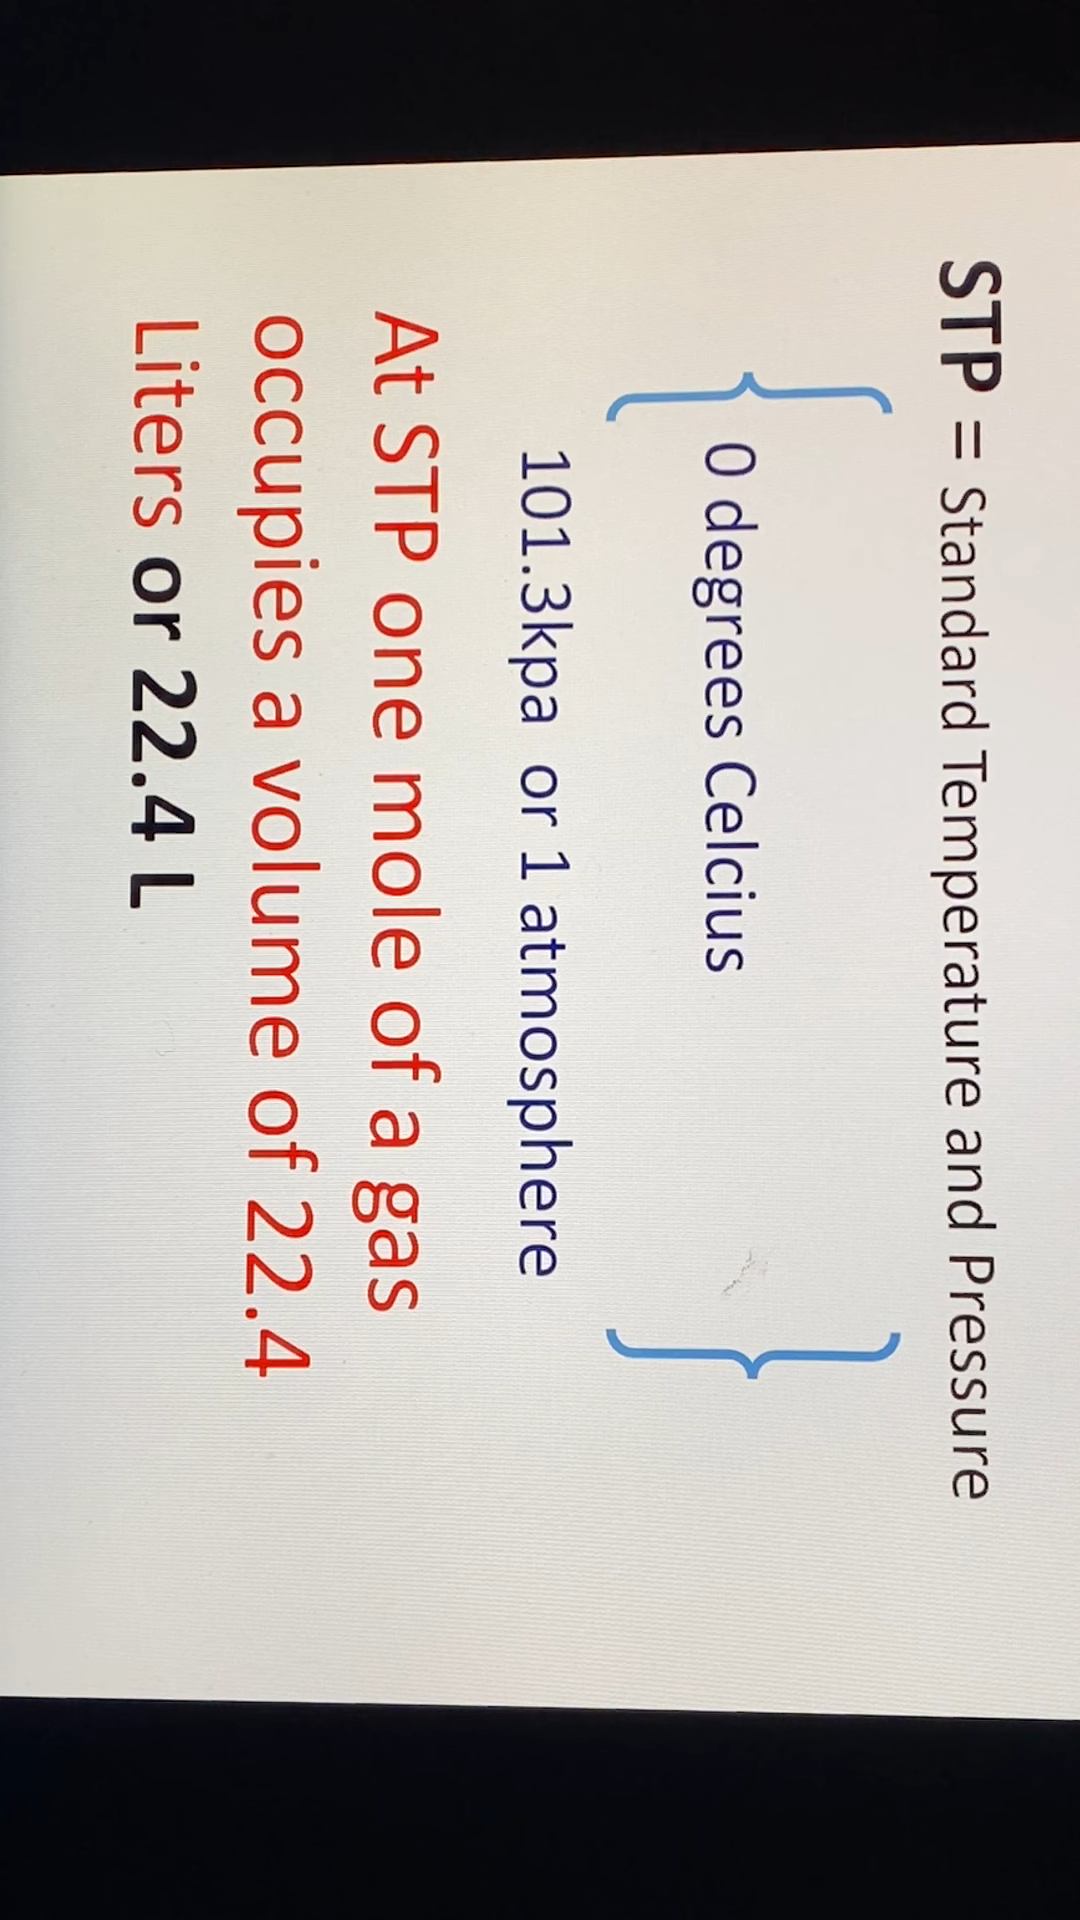 STP = Standard Temperature and Pressure
0 degrees Celcius
101.3kpa or 1 atmosphere
At STP one mole of a gas
occupies a volume of 22.4
Liters or 22.4 L